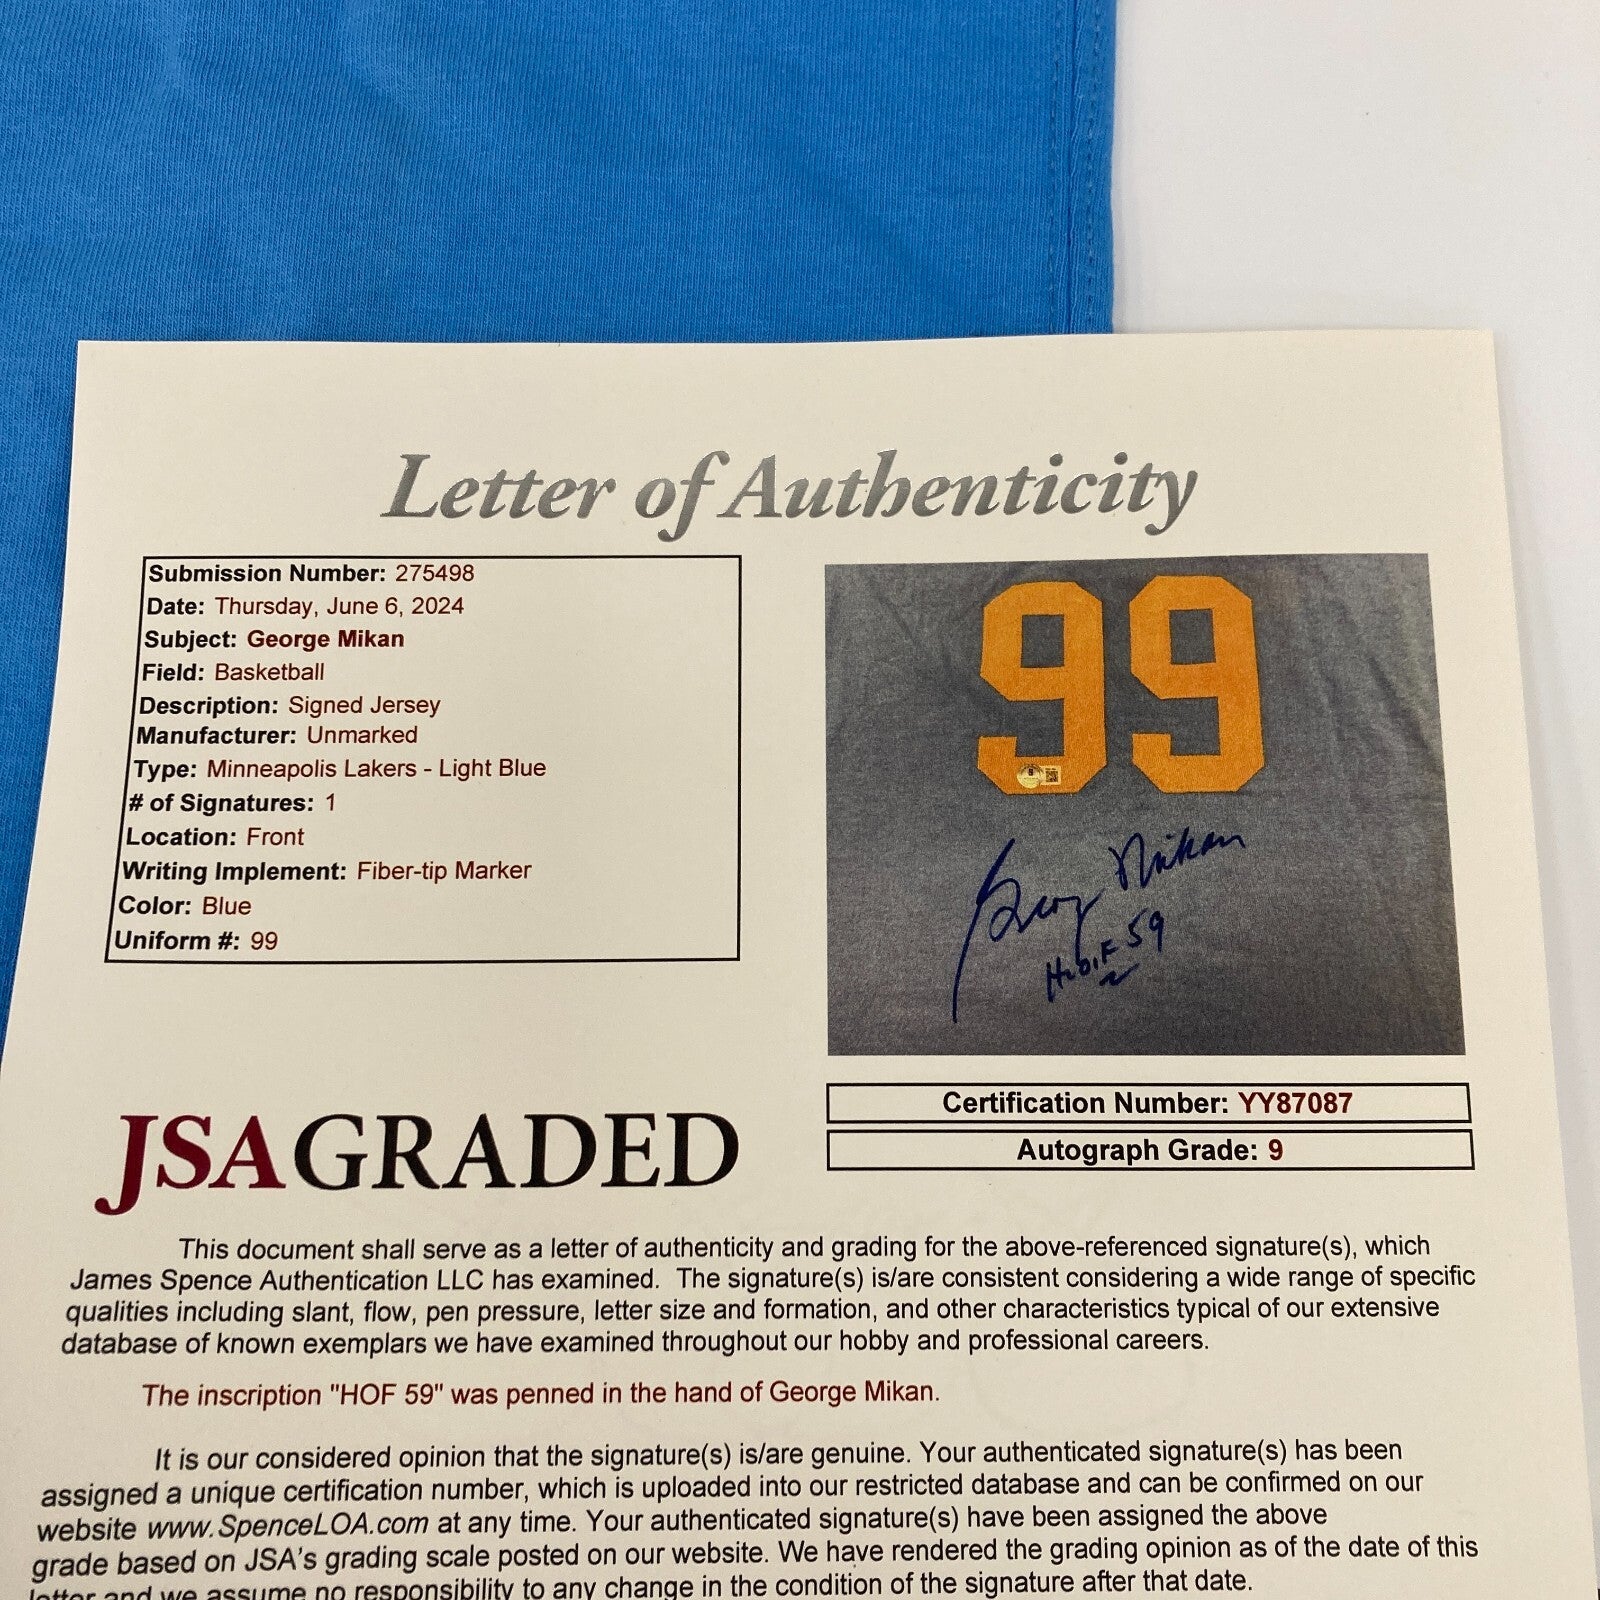 Letter of Authenticity
Submission Number: 275498
Date: Thursday, June 6, 2024
Subject: George Mikan
Field: Basketball
Description: Signed Jersey
Manufacturer: Unmarked
Type: Minneapolis Lakers - Light Blue
# of Signatures: 1
Location: Front
Writing Implement: Fiber-tip Marker
Color: Blue
Uniform #: 99
99
George Mikan
H.O.F 59
Certification Number: YY87087
Autograph Grade: 9
JSAGRADED
This document shall serve as a letter of authenticity and grading for the above-referenced signature(s), which
James Spence Authentication LLC has examined. The signature(s) is/are consistent considering a wide range of specific
qualities including slant, flow, pen pressure, letter size and formation, and other characteristics typical of our extensive
database of known exemplars we have examined throughout our hobby and professional careers.
The inscription "HOF 59" was penned in the hand of George Mikan.
It is our considered opinion that the signature(s) is/are genuine. Your authenticated signature(s) has been
assigned a unique certification number, which is uploaded into our restricted database and can be confirmed on our
website www.SpenceLOA.com at any time. Your authenticated signature(s) have been assigned the above
grade based on JSA's grading scale posted on our website. We have rendered the grading opinion as of the date of this
letter and we assume no responsibility to any change in the condition of the signature after that date.